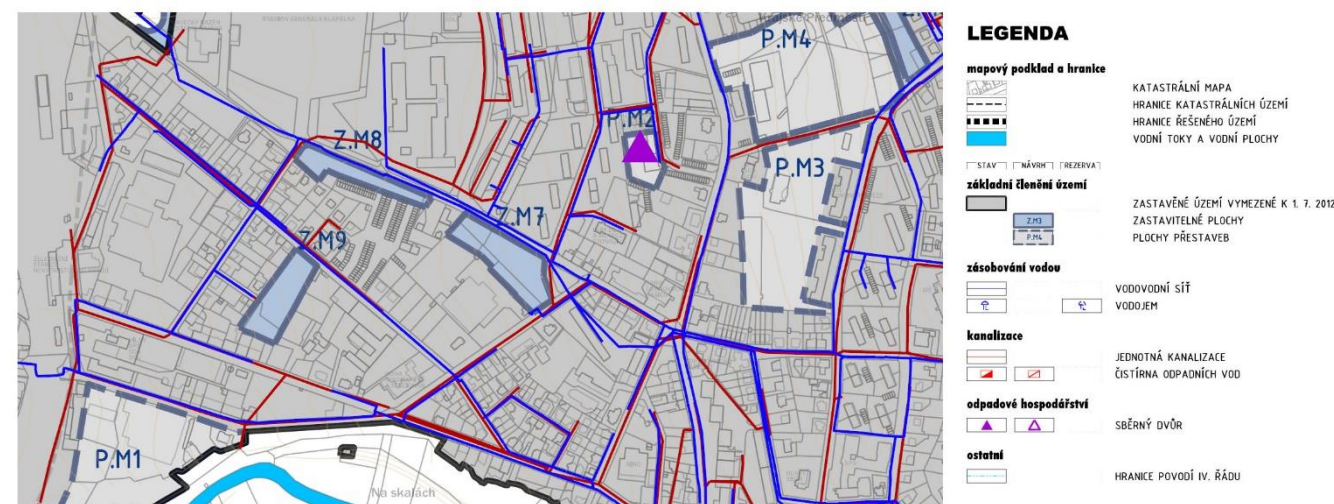 Krajské Předměstí
P.M4
P.M2
Z.M8
P.M3
Z.M7
Z.M9
P.M1
Na skalách
LEGENDA
mapový podklad a hranice
KATASTRÁLNÍ MAPA
HRANICE KATASTRÁLNÍCH ÚZEMÍ
HRANICE ŘEŠENÉHO ÚZEMÍ
VODNÍ TOKY A VODNÍ PLOCHY
STAV NÁVRH REZERVA
základní členění území
ZASTAVĚNÉ ÚZEMÍ VYMEZENÉ K 1. 7. 2012
Z.M3 ZASTAVITELNÉ PLOCHY
P.M4 PLOCHY PŘESTAVEB
zásobování vodou
VODOVODNÍ SÍŤ
VODOJEM
kanalizace
JEDNOTNÁ KANALIZACE
ČISTÍRNA ODPADNÍCH VOD
odpadové hospodářství
SBĚRNÝ DVŮR
ostatní
HRANICE POVODÍ IV. ŘÁDU